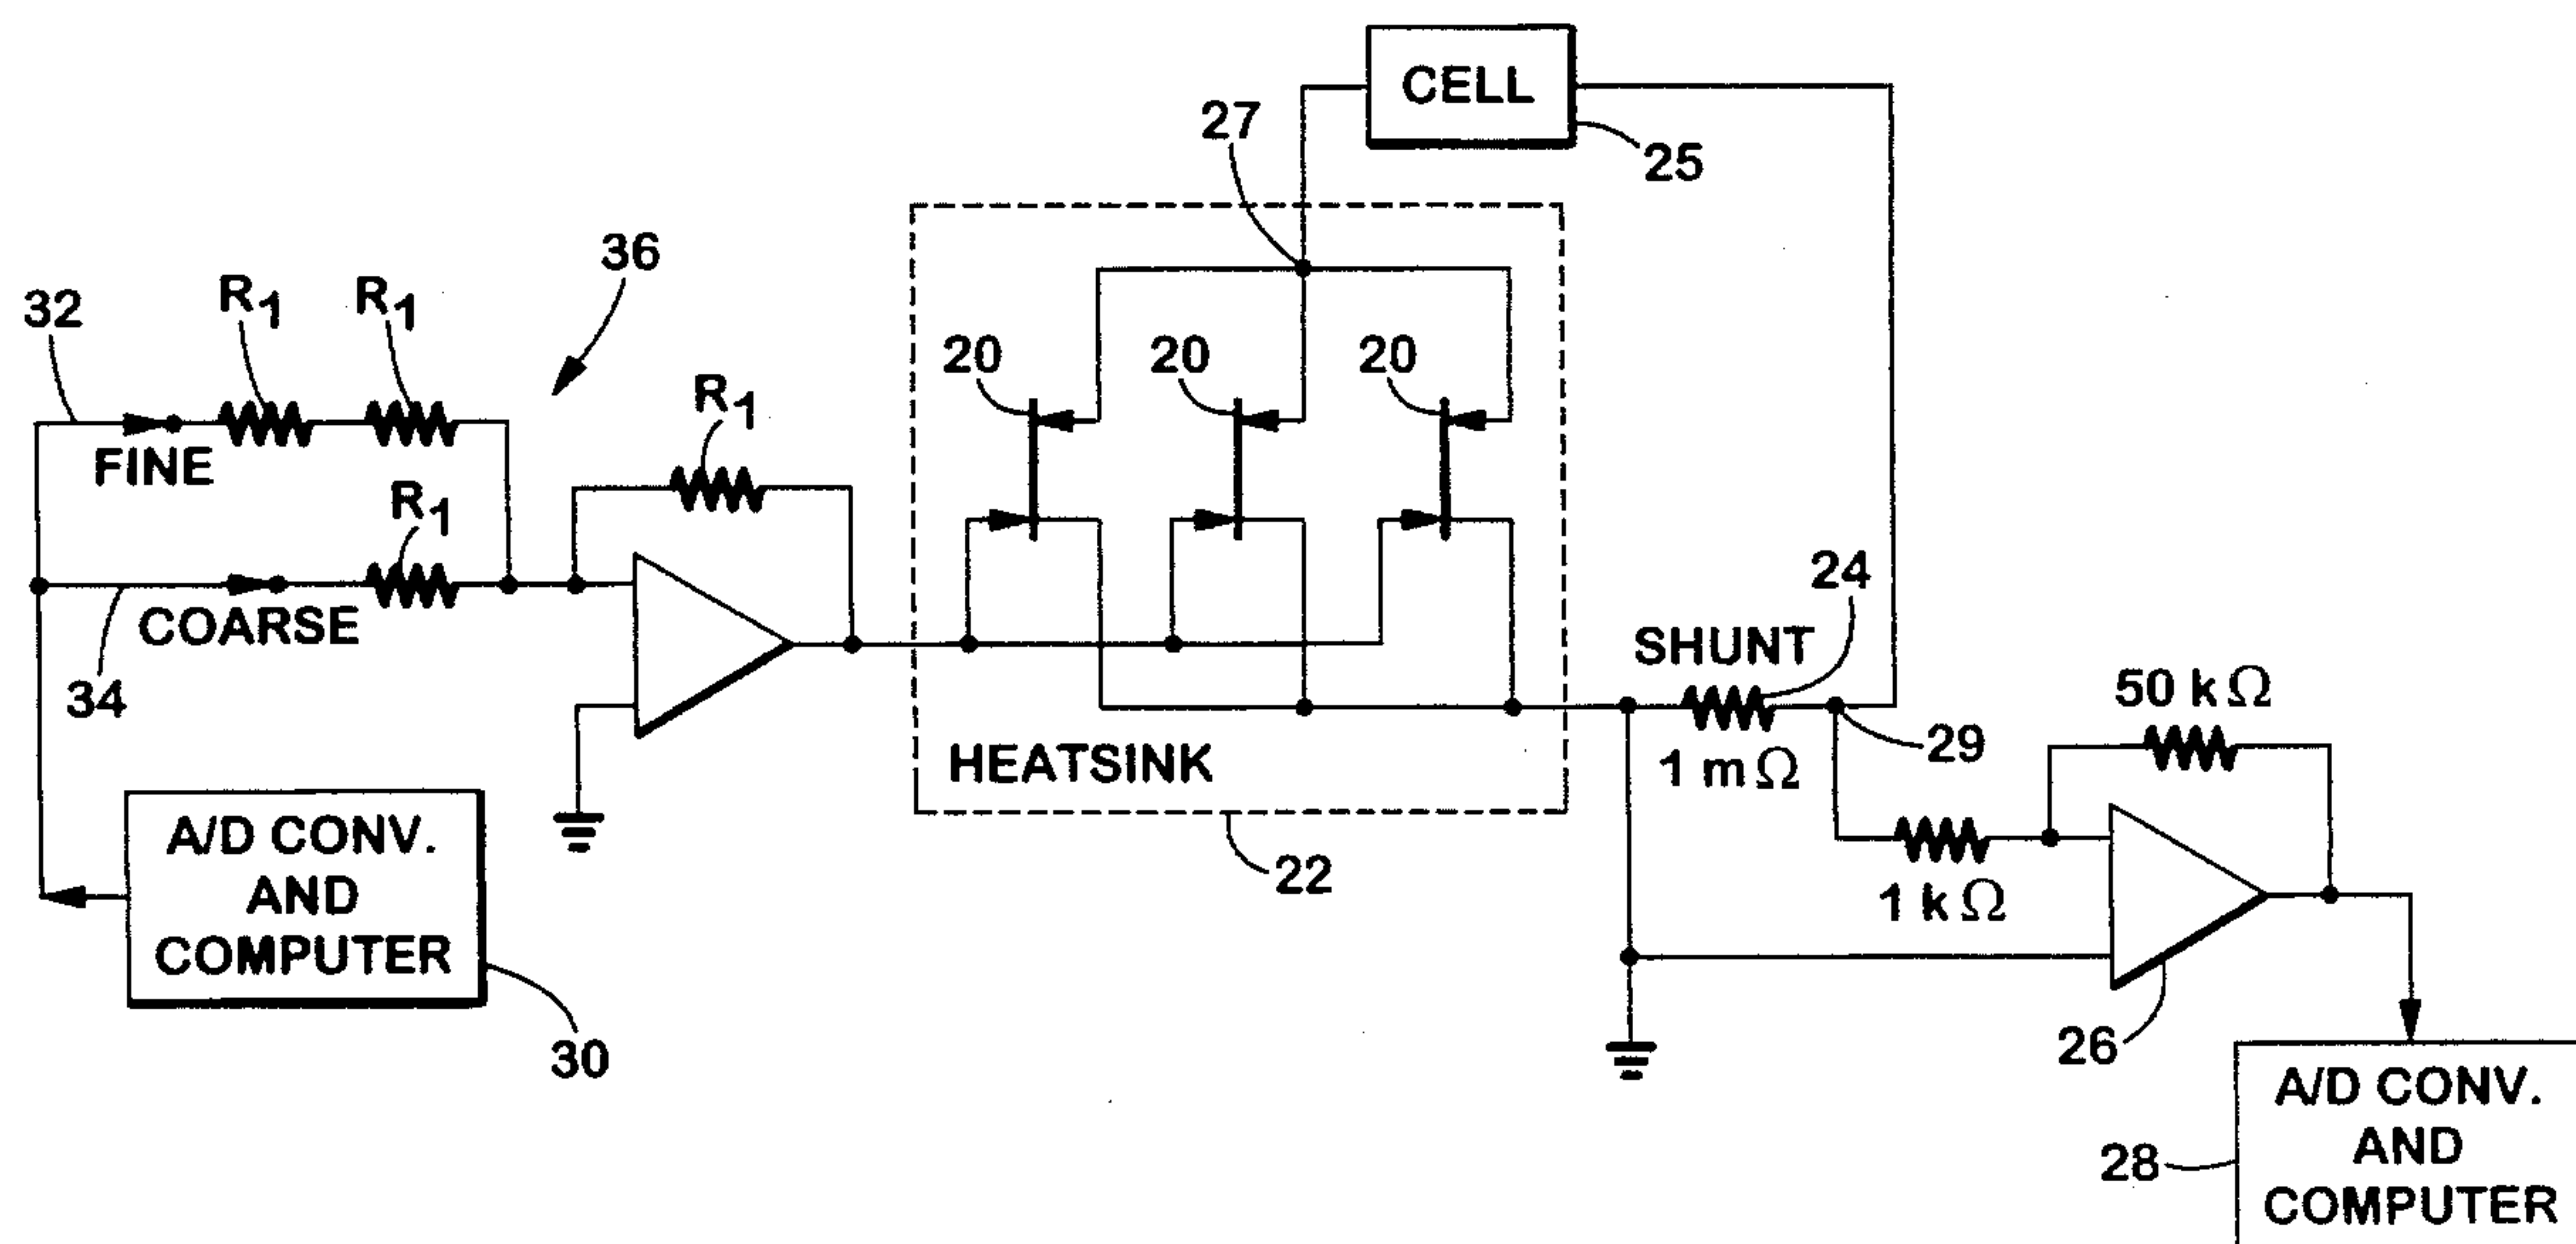 CELL
27
25
36
32
R1
R1
20
20
20
R1
FINE
R1
24
COARSE
SHUNT
34
50 kΩ
29
HEATSINK
1 mΩ
A/D CONV.
AND
COMPUTER
22
1 kΩ
30
26
A/D CONV.
AND
COMPUTER
28